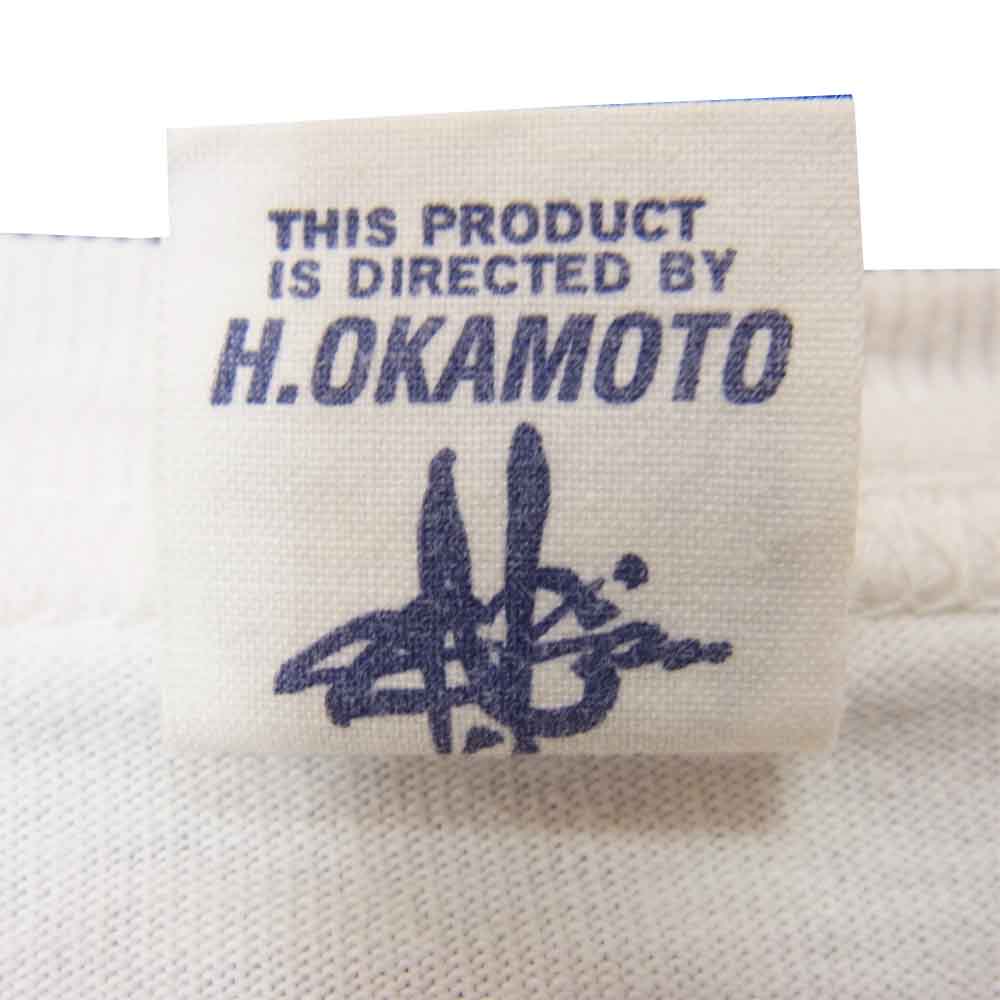 THIS PRODUCT
IS DIRECTED BY
H.OKAMOTO